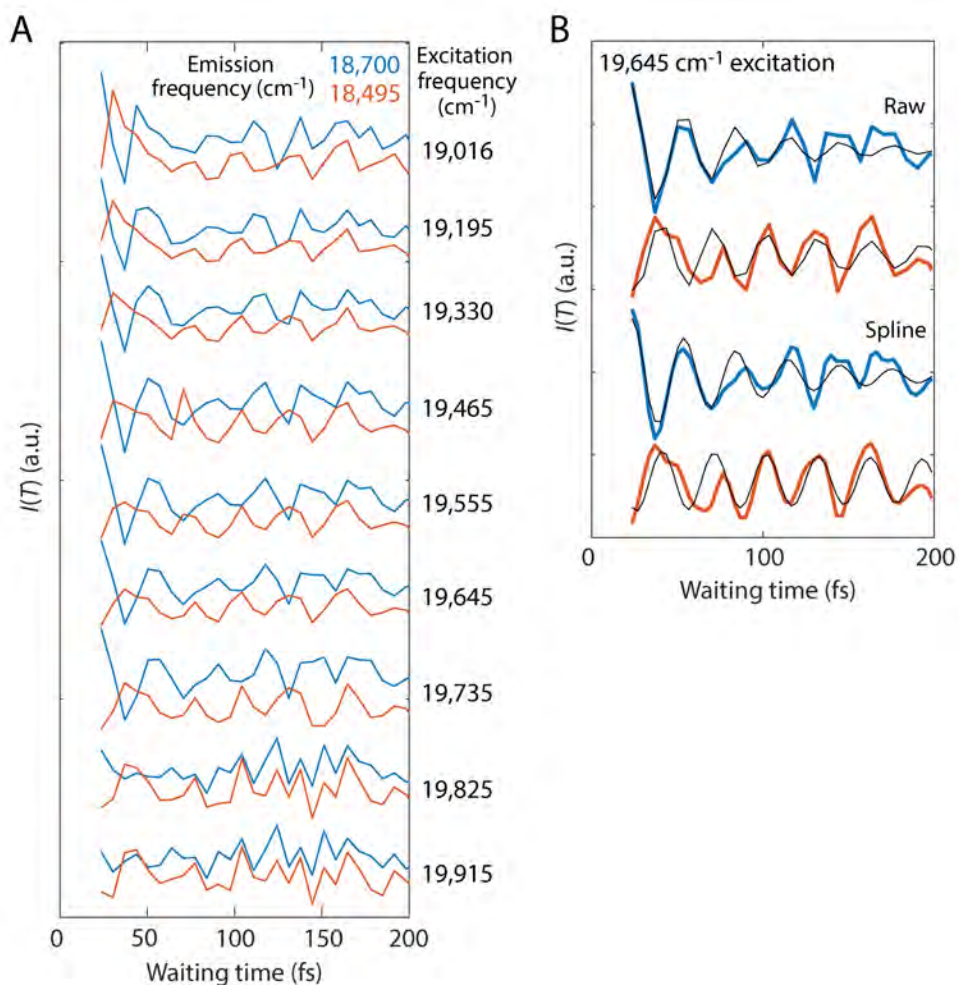 A
Emission
frequency (cm-1)
18,700
18,495
Excitation
frequency
(cm-1)
19,016
19,195
19,330
19,465
19,555
19,645
19,735
19,825
19,915
I(T) (a.u.)
0
50
100
150
200
Waiting time (fs)
B
19,645 cm-1 excitation
Raw
Spline
I(T) (a.u.)
0
100
200
Waiting time (fs)